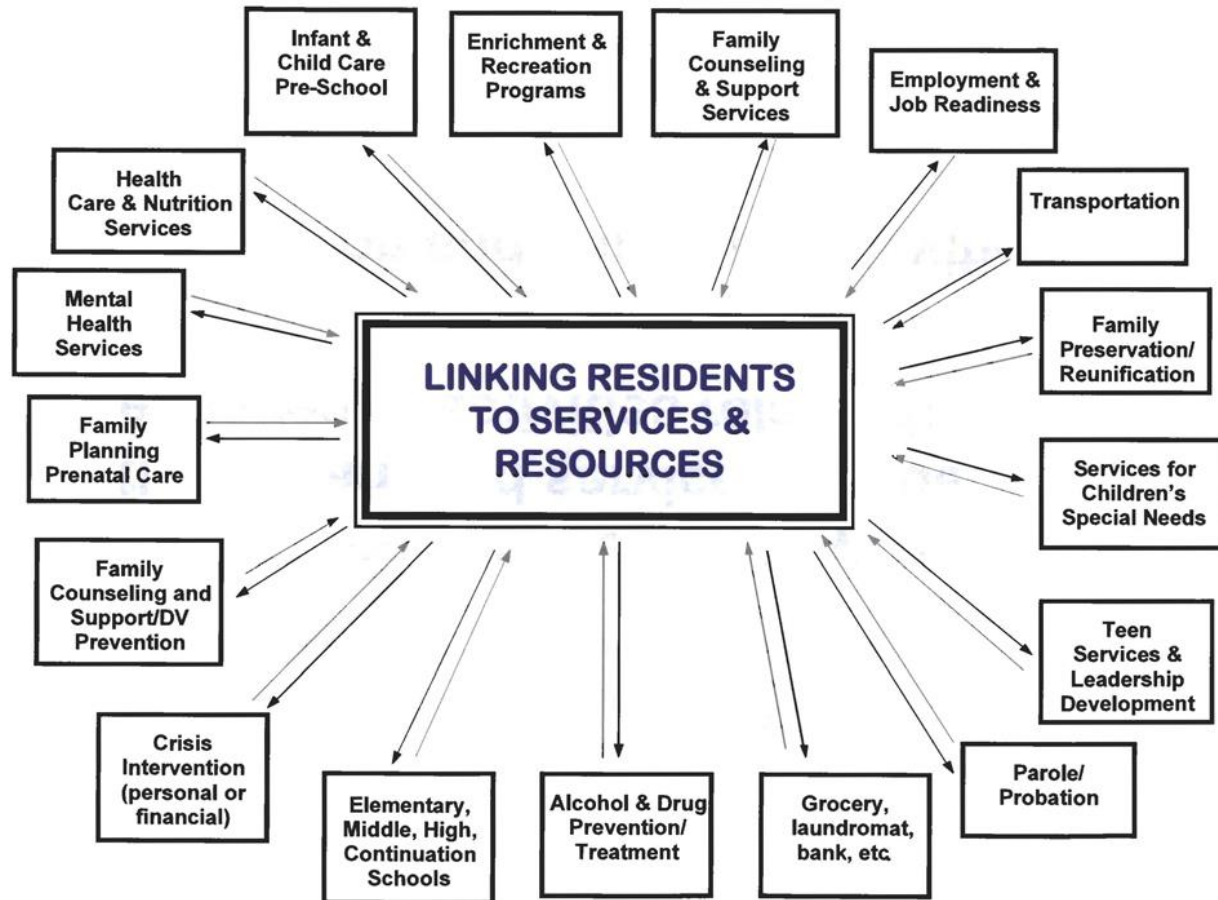 Infant &
Child Care
Pre-School
Enrichment &
Recreation
Programs
Family
Counseling
& Support
Services
Employment &
Job Readiness
Transportation
Health
Care & Nutrition
Services
Mental
Health
Services
Family
Preservation/
Reunification
LINKING RESIDENTS
TO SERVICES &
RESOURCES
Family
Planning
Prenatal Care
Services for
Children's
Special Needs
Family
Counseling and
Support/DV
Prevention
Teen
Services &
Leadership
Development
Crisis
Intervention
(personal or
financial)
Elementary,
Middle, High,
Continuation
Schools
Alcohol & Drug
Prevention/
Treatment
Grocery,
laundromat,
bank, etc.
Parole/
Probation